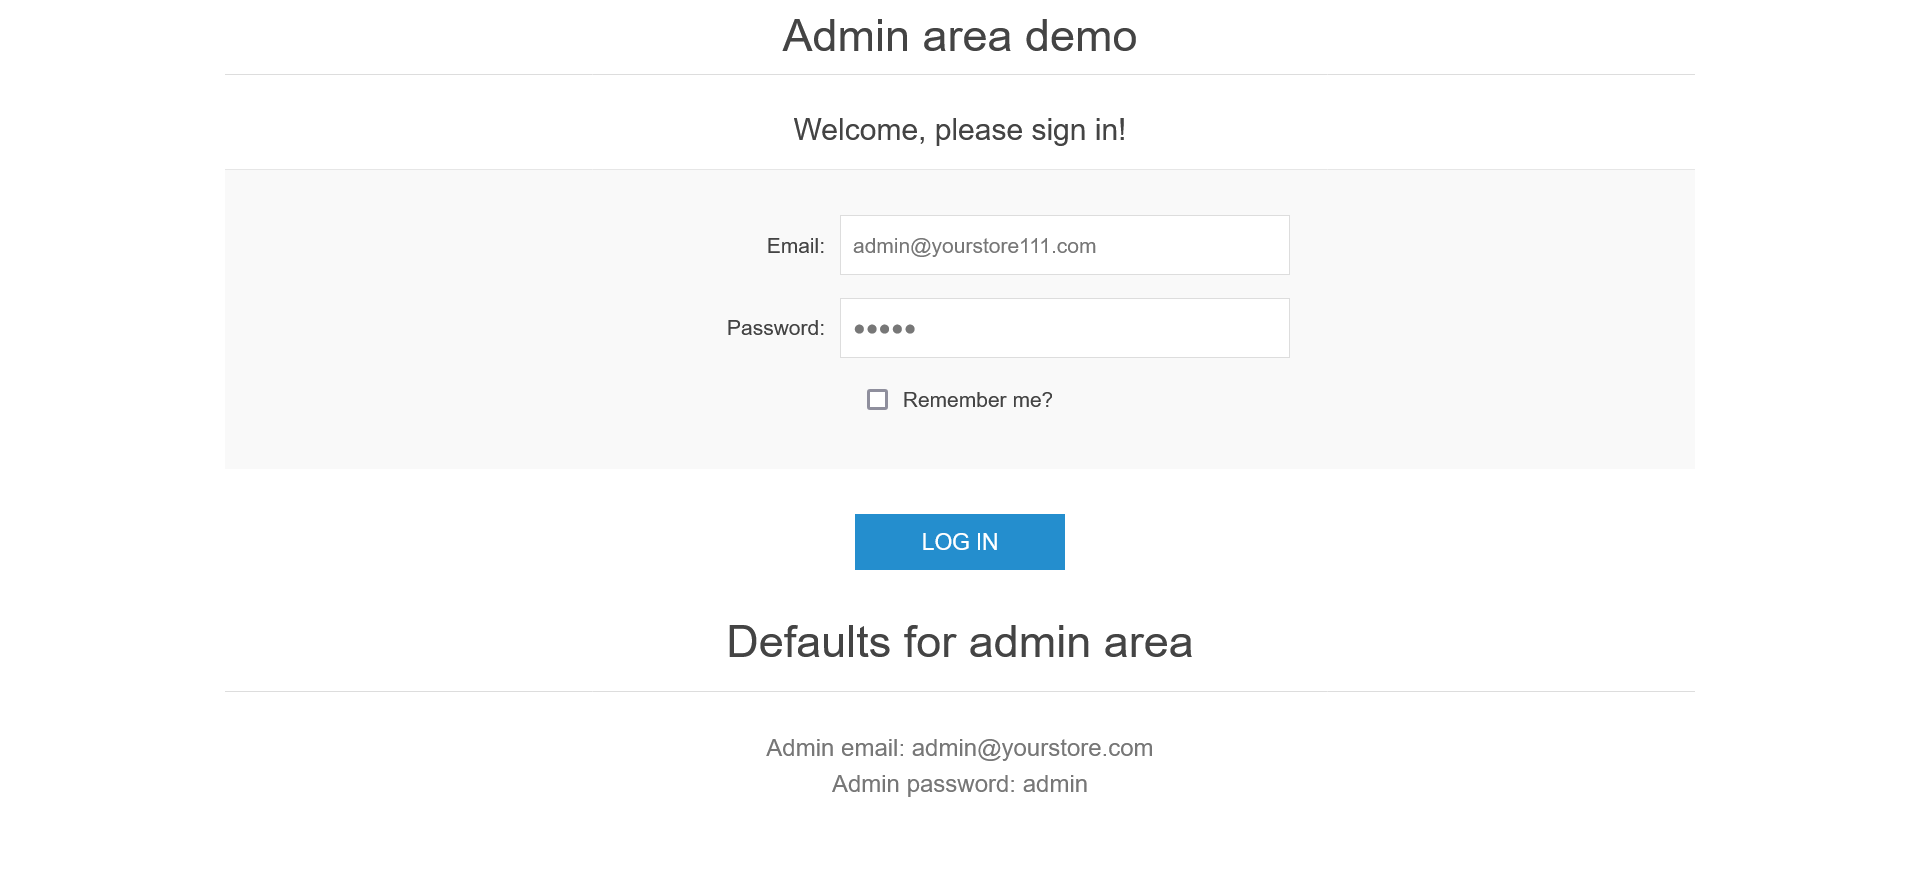 Admin area demo
Welcome, please sign in!
Email: admin@yourstore111.com
Password: •••••
Remember me?
LOG IN
Defaults for admin area
Admin email: admin@yourstore.com
Admin password: admin